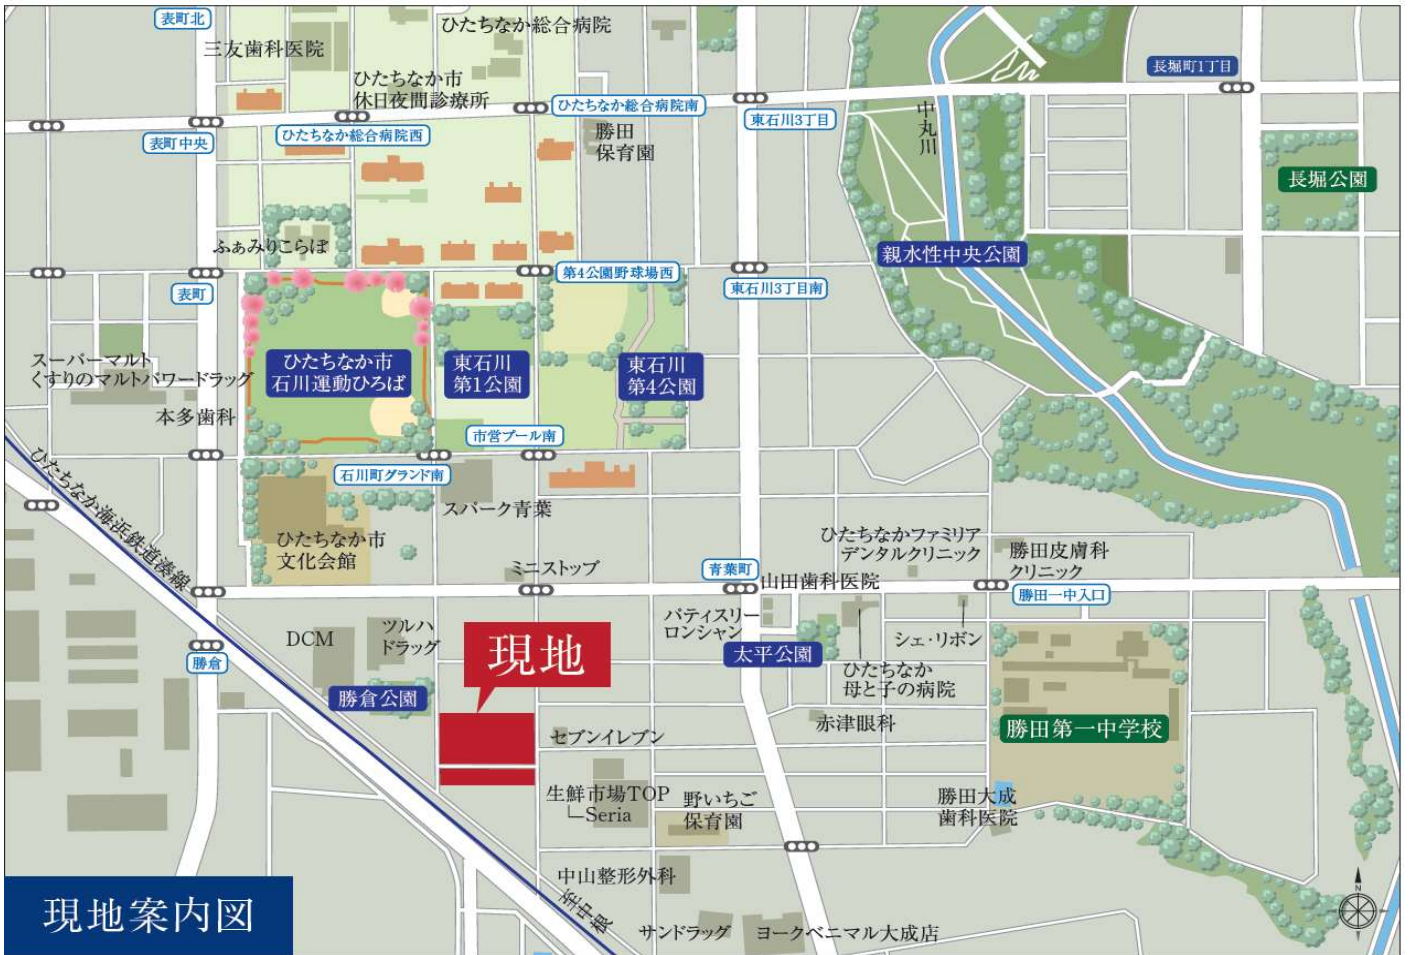 表町北
ひたちなか総合病院
三友歯科医院
長堀町1丁目
ひたちなか市
休日夜間診療所
ひたちなか総合病院南
東石川3丁目
中丸川
表町中央
ひたちなか総合病院西
勝田
保育園
長堀公園
ふぁみりこらぼ
親水性中央公園
表町
第4公園野球場西
東石川3丁目南
スーパーマルト
くすりのマルトパワードラッグ
本多歯科
ひたちなか市
石川運動ひろば
東石川
第1公園
東石川
第4公園
市営プール南
石川町グランド南
ひたちなか海浜鉄道湊線
スパーク青葉
ひたちなか市
文化会館
ミニストップ
青葉町
山田歯科医院
ひたちなかファミリア
デンタルクリニック
勝田皮膚科
クリニック
勝田一中入口
パティスリー
ロンシャン
シェ・リボン
DCM
ツルハ
ドラッグ
現地
勝倉
太平公園
ひたちなか
母と子の病院
勝倉公園
赤津眼科
勝田第一中学校
セブンイレブン
生鮮市場TOP
Seria
野いちご
保育園
勝田大成
歯科医院
中山整形外科
至中根
サンドラッグ
ヨークベニマル大成店
現地案内図
N